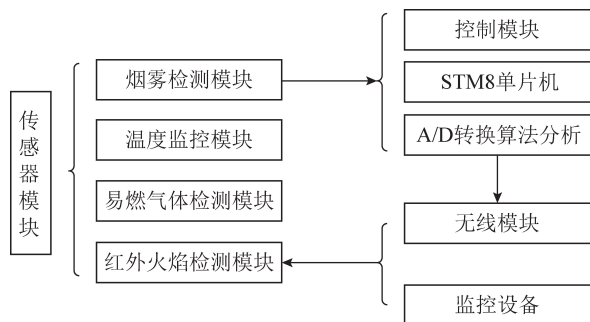 传感器模块
烟雾检测模块
温度监控模块
易燃气体检测模块
红外火焰检测模块
控制模块
STM8单片机
A/D转换算法分析
无线模块
监控设备